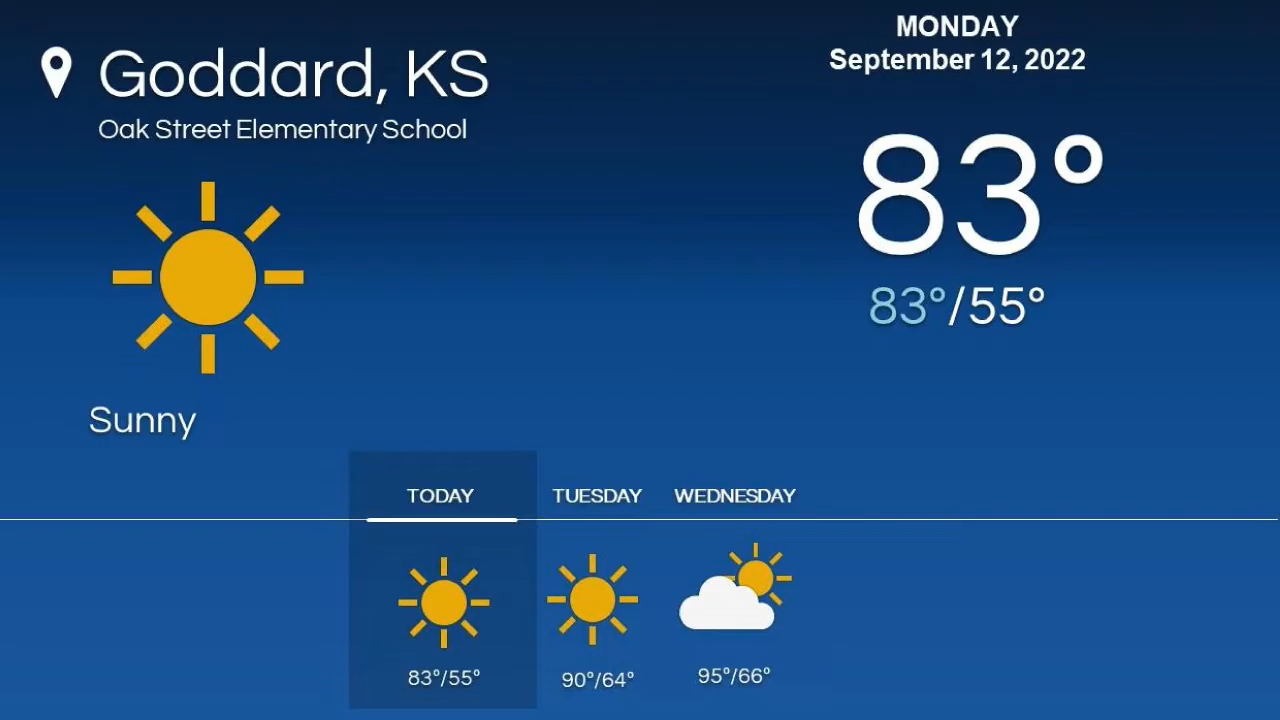 MONDAY
September 12, 2022
Goddard, KS
Oak Street Elementary School
83°
83°/55°
Sunny
TODAY TUESDAY WEDNESDAY
83°/55° 90°/64° 95°/66°